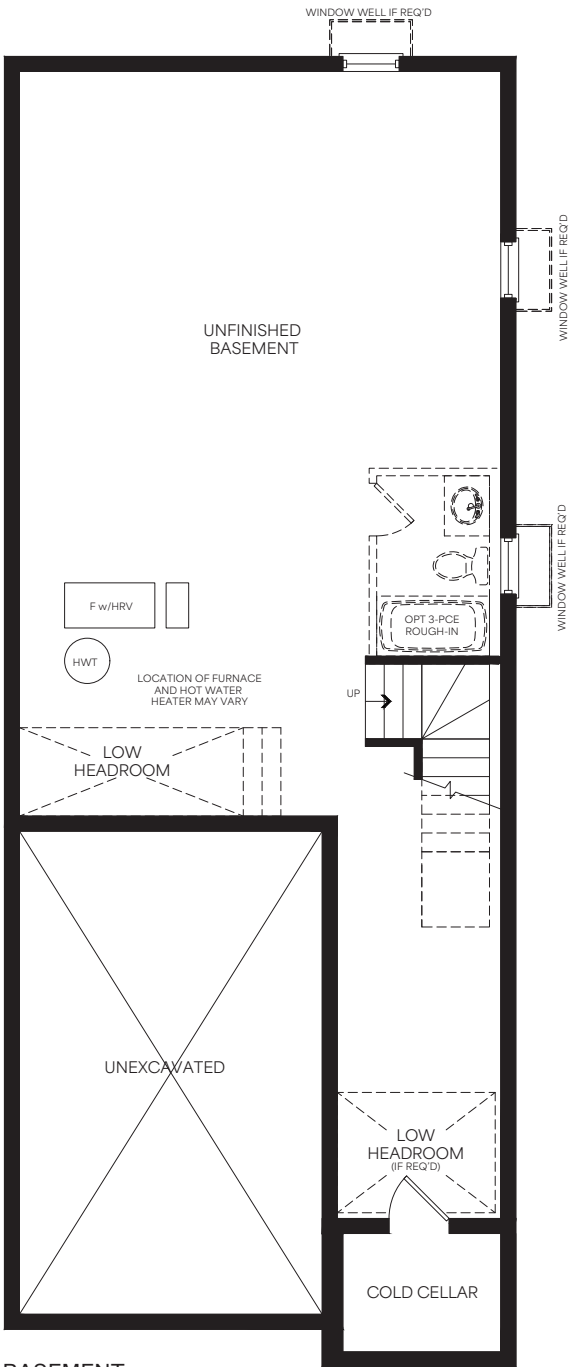 WINDOW WELL IF REQ'D
WINDOW WELL IF REQ'D
UNFINISHED
BASEMENT
WINDOW WELL IF REQ'D
OPT 3-PCE
ROUGH-IN
F w/HRV
HWT
LOCATION OF FURNACE
AND HOT WATER
HEATER MAY VARY
UP
LOW
HEADROOM
UNEXCAVATED
LOW
HEADROOM
(IF REQ'D)
COLD CELLAR
BASEMENT